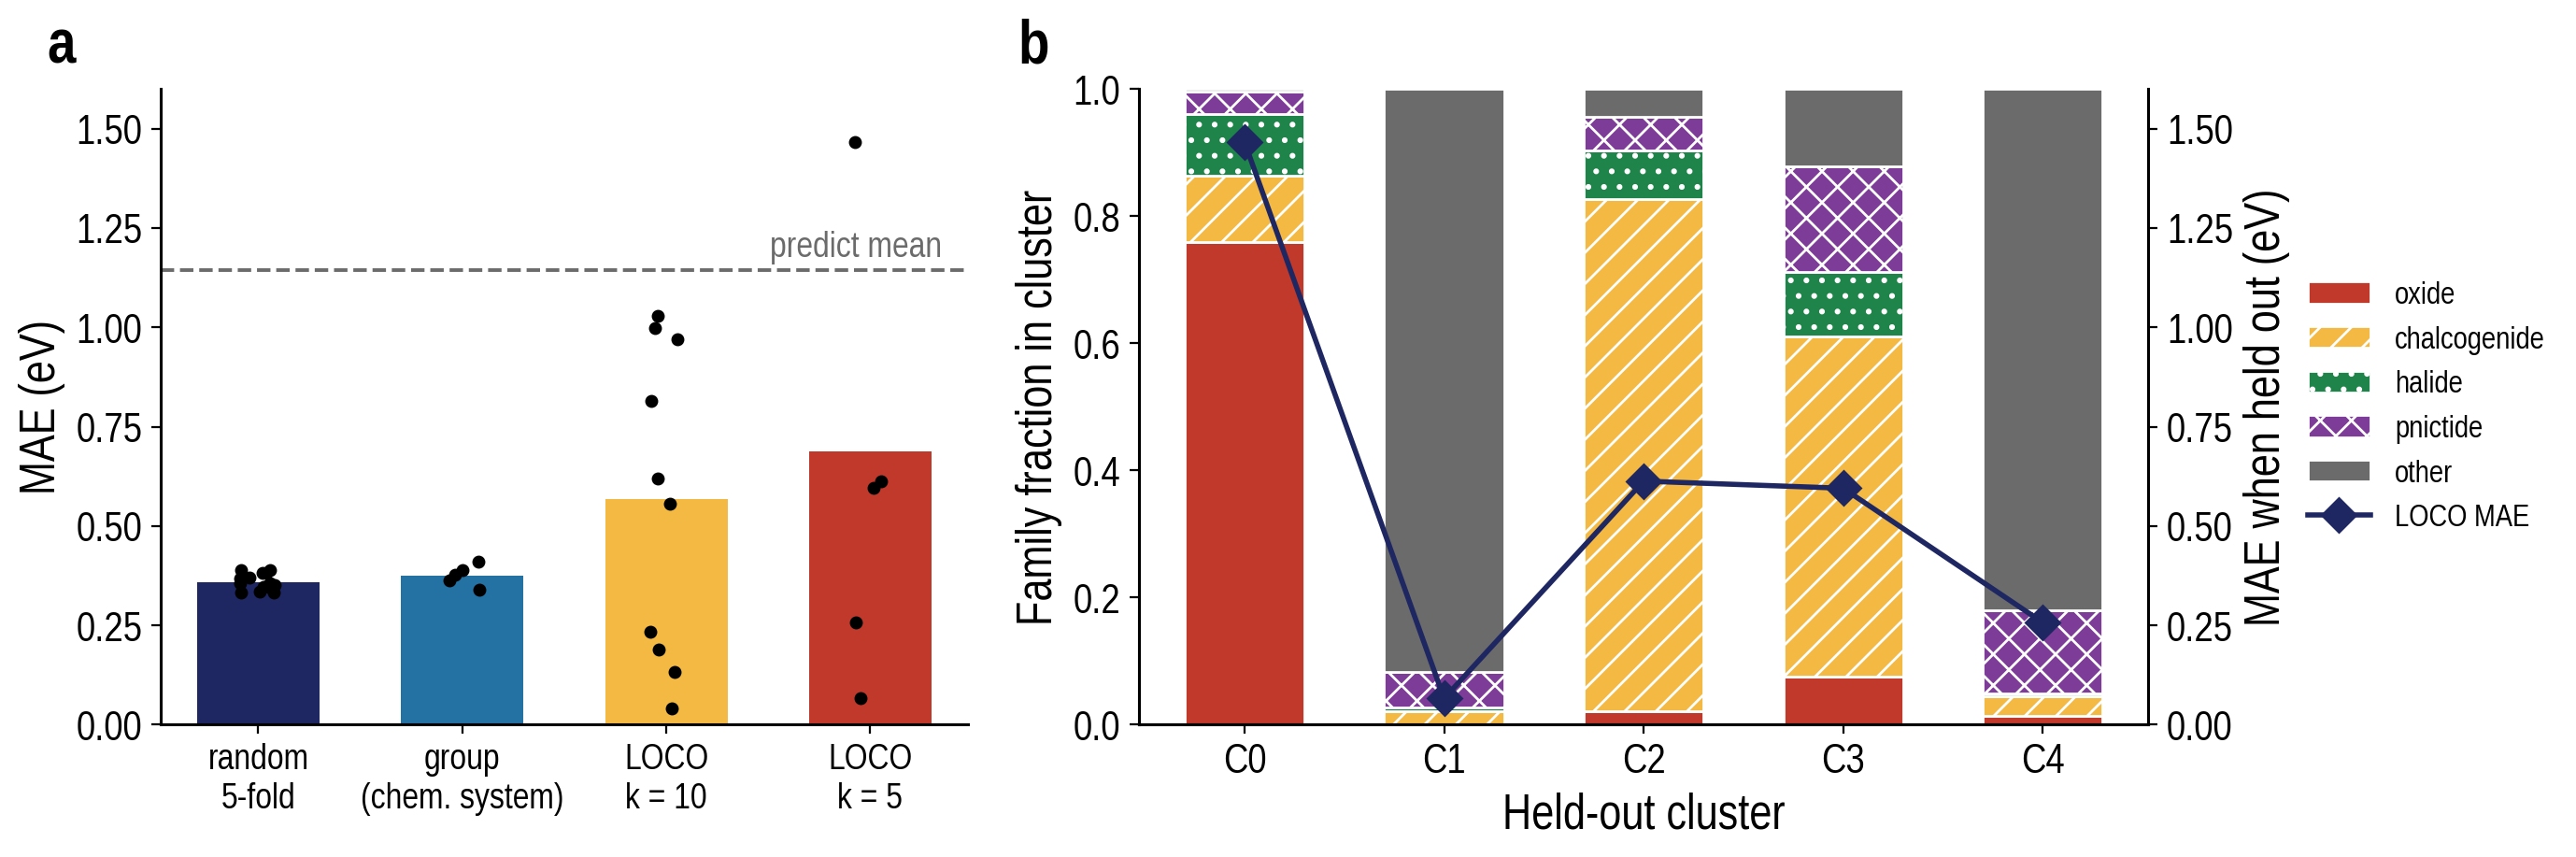 a
MAE (eV)
1.50
1.25
1.00
0.75
0.50
0.25
0.00
predict mean
random
5-fold
group
(chem. system)
LOCO
k = 10
LOCO
k = 5
b
Family fraction in cluster
1.0
0.8
0.6
0.4
0.2
0.0
C0
C1
C2
C3
C4
Held-out cluster
1.50
1.25
1.00
0.75
0.50
0.25
0.00
MAE when held out (eV)
oxide
chalcogenide
halide
pnictide
other
LOCO MAE